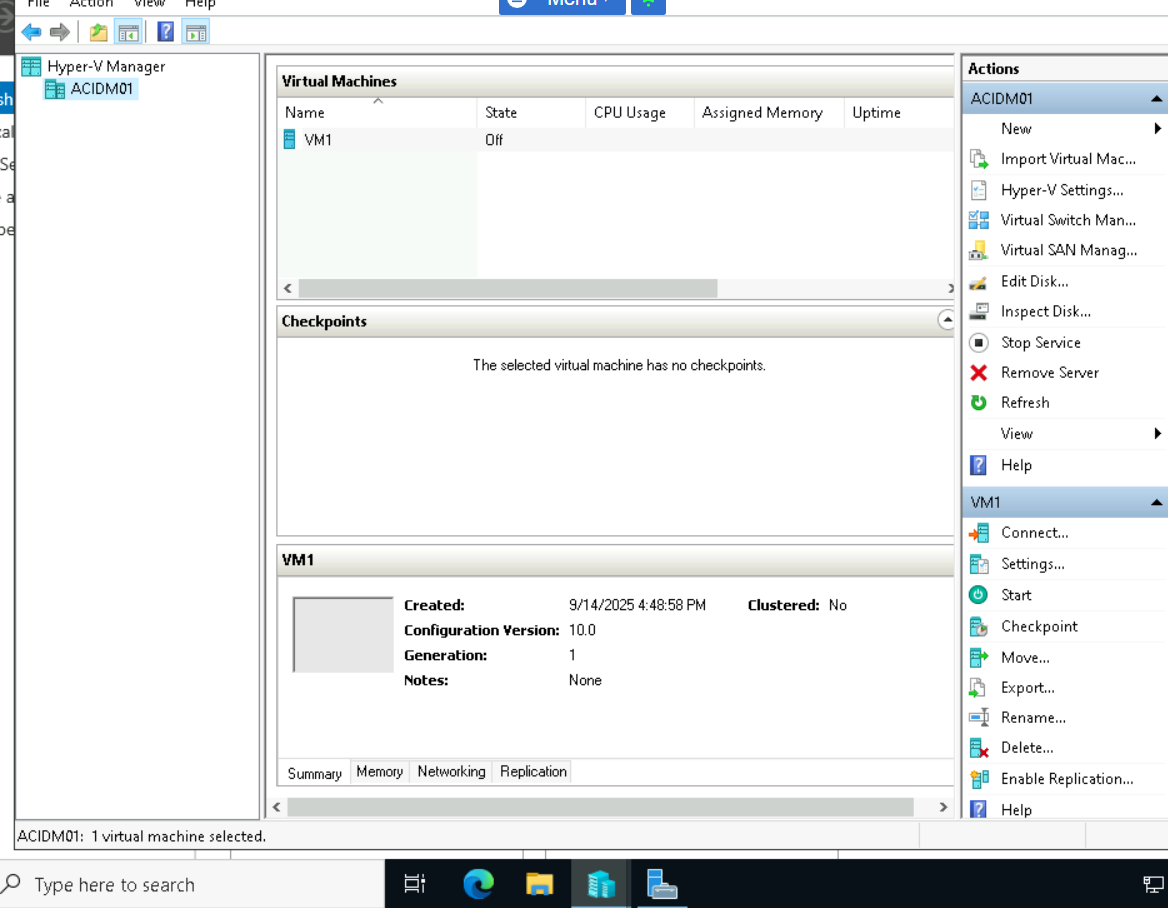 File Action View Help
Menu
Hyper-V Manager
ACIDM01
Virtual Machines
Name State CPU Usage Assigned Memory Uptime
VM1 Off
Checkpoints
The selected virtual machine has no checkpoints.
VM1
Created: 9/14/2025 4:48:58 PM Clustered: No
Configuration Version: 10.0
Generation: 1
Notes: None
Summary Memory Networking Replication
Actions
ACIDM01
New
Import Virtual Mac...
Hyper-V Settings...
Virtual Switch Man...
Virtual SAN Manag...
Edit Disk...
Inspect Disk...
Stop Service
Remove Server
Refresh
View
Help
VM1
Connect...
Settings...
Start
Checkpoint
Move...
Export...
Rename...
Delete...
Enable Replication...
Help
ACIDM01: 1 virtual machine selected.
Type here to search